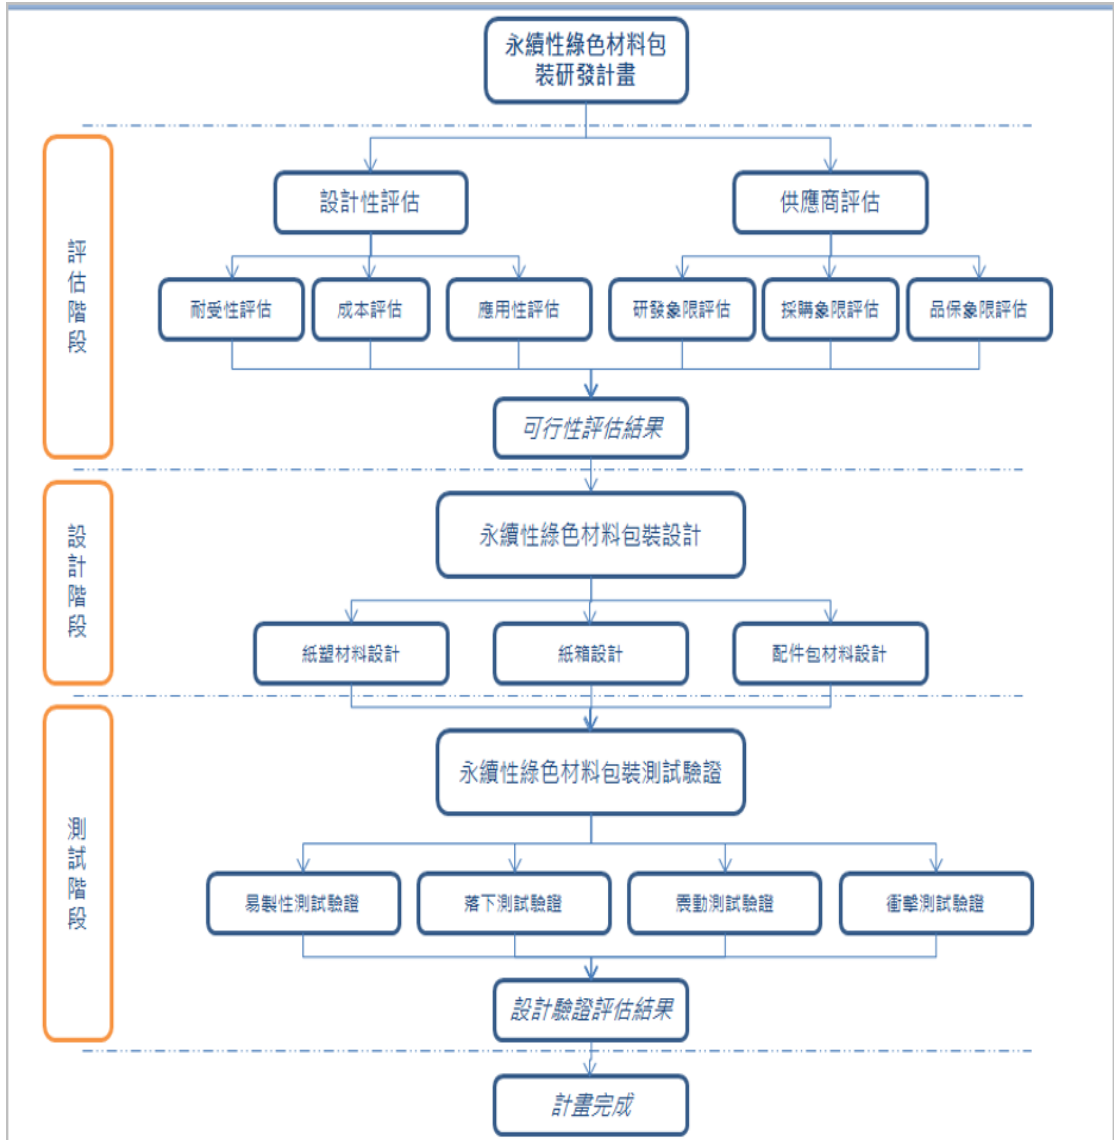 永續性綠色材料包
裝研發計畫
評估階段
設計性評估
供應商評估
耐受性評估
成本評估
應用性評估
研發象限評估
採購象限評估
品保象限評估
可行性評估結果
設計階段
永續性綠色材料包裝設計
紙塑材料設計
紙箱設計
配件包材料設計
測試階段
永續性綠色材料包裝測試驗證
易製性測試驗證
落下測試驗證
震動測試驗證
衝擊測試驗證
設計驗證評估結果
計畫完成